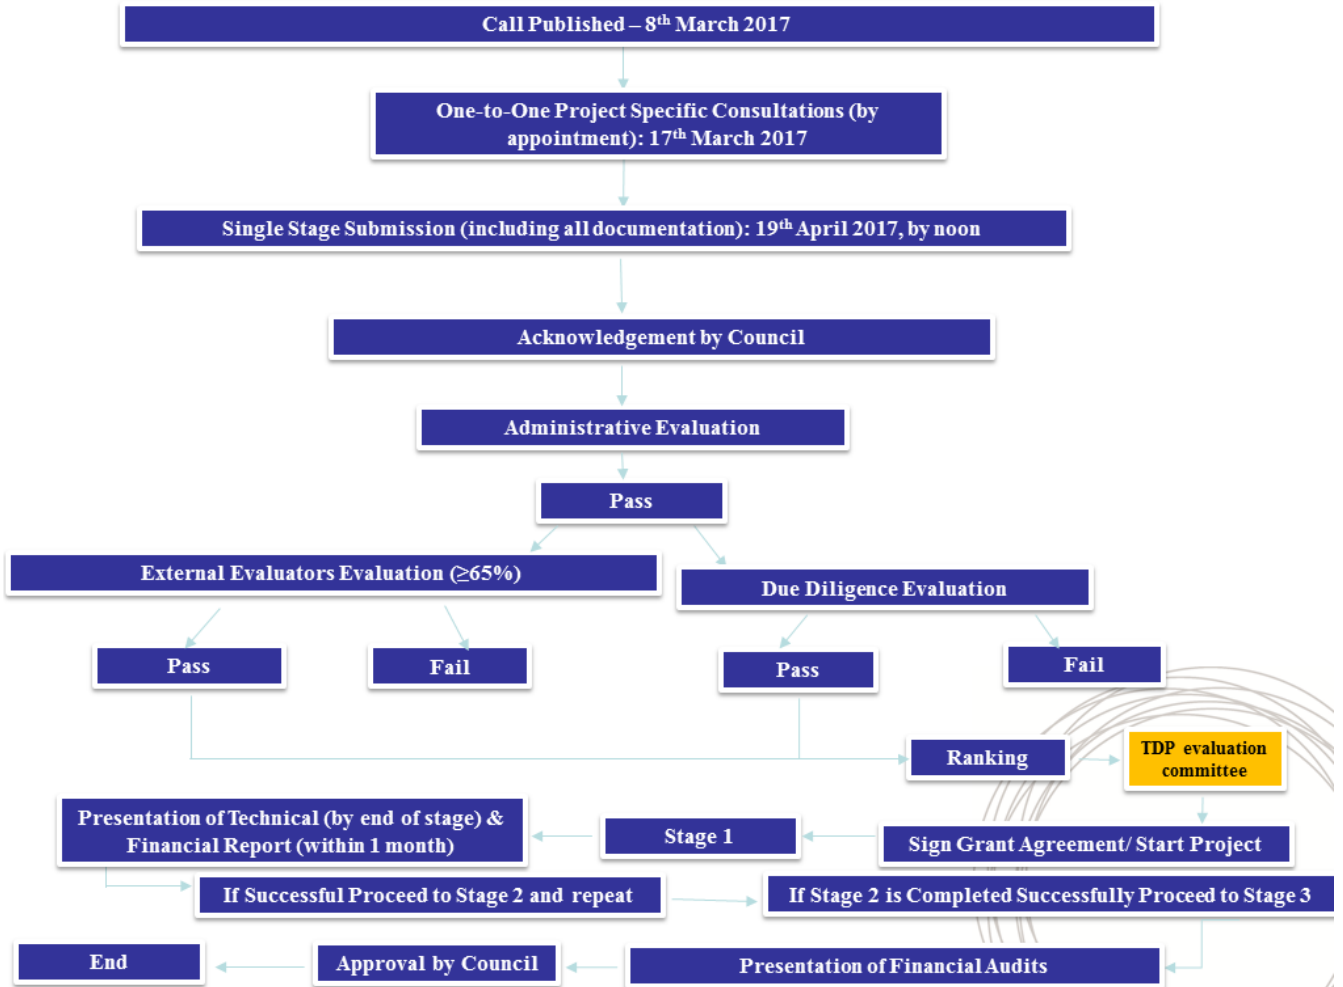 Call Published – 8th March 2017
One-to-One Project Specific Consultations (by
appointment): 17th March 2017
Single Stage Submission (including all documentation): 19th April 2017, by noon
Acknowledgement by Council
Administrative Evaluation
Pass
External Evaluators Evaluation (≥65%)
Due Diligence Evaluation
Pass
Fail
Pass
Fail
Ranking
TDP evaluation
committee
Presentation of Technical (by end of stage) &
Financial Report (within 1 month)
Stage 1
Sign Grant Agreement/ Start Project
If Successful Proceed to Stage 2 and repeat
If Stage 2 is Completed Successfully Proceed to Stage 3
End
Approval by Council
Presentation of Financial Audits